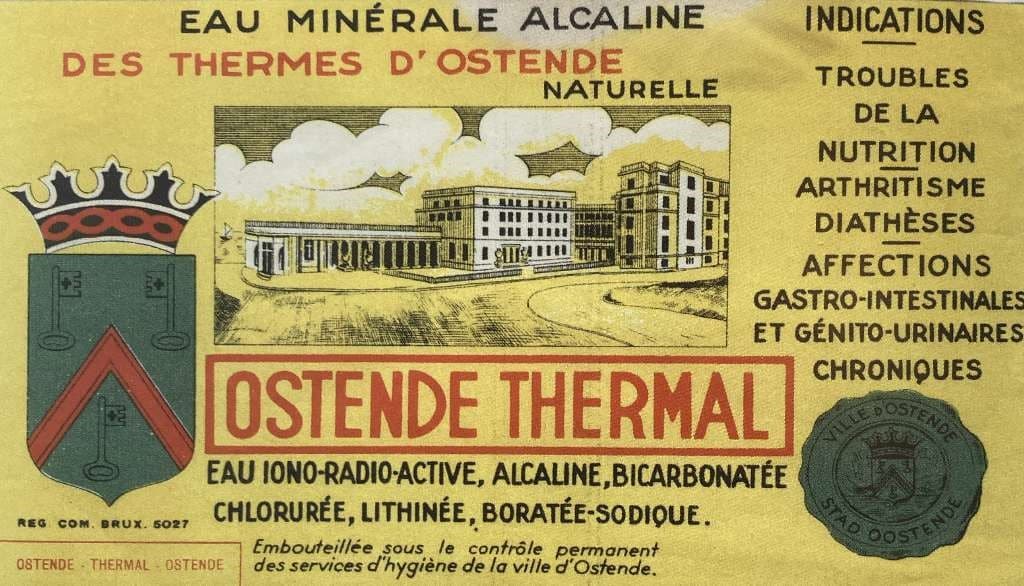 EAU MINÉRALE ALCALINE
DES THERMES D'OSTENDE
NATURELLE
OSTENDE THERMAL
EAU IONO-RADIO-ACTIVE, ALCALINE, BICARBONATÉE
CHLORURÉE, LITHINÉE, BORATÉE-SODIQUE.
Embouteillée sous le contrôle permanent
des services d'hygiène de la ville d'Ostende.
REG. COM. BRUX. 5027
OSTENDE - THERMAL - OSTENDE
INDICATIONS
TROUBLES
DE LA
NUTRITION
ARTHRITISME
DIATHÈSES
AFFECTIONS
GASTRO-INTESTINALES
ET GÉNITO-URINAIRES
CHRONIQUES
VILLE D'OSTENDE
STAD OOSTENDE